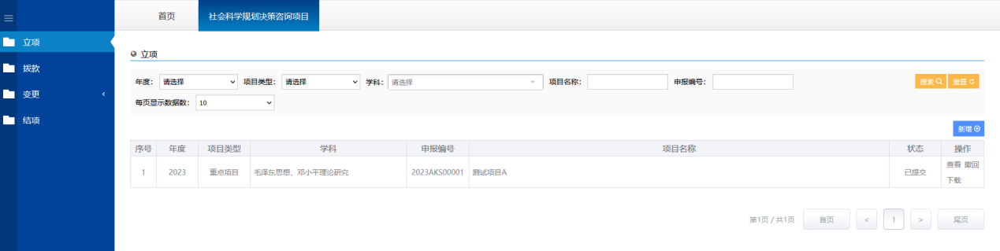 首页 社会科学规划决策咨询项目
立项
拨款
变更
结项
立项
年度： 请选择 项目类型： 请选择 学科： 请选择 项目名称： 申报编号： 搜索 重置
每页显示数据数： 10
新增
序号 年度 项目类型 学科 申报编号 项目名称 状态 操作
1 2023 重点项目 毛泽东思想、邓小平理论研究 2023AKS00001 测试项目A 已提交 查看 撤回
下载
第1页 / 共1页 首页 < 1 > 尾页